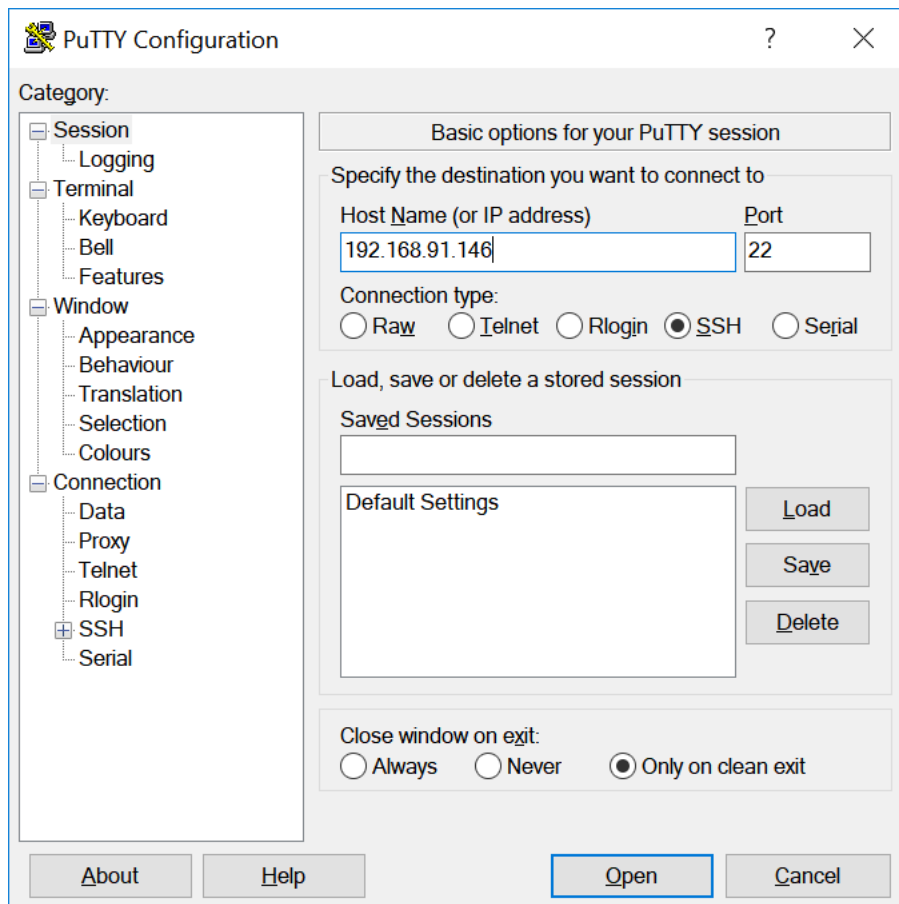 PuTTY Configuration
?
Category:
Session
Logging
Terminal
Keyboard
Bell
Features
Window
Appearance
Behaviour
Translation
Selection
Colours
Connection
Data
Proxy
Telnet
Rlogin
SSH
Serial
Basic options for your PuTTY session
Specify the destination you want to connect to
Host Name (or IP address) Port
192.168.91.146 22
Connection type:
Raw Telnet Rlogin SSH Serial
Load, save or delete a stored session
Saved Sessions
Default Settings
Load
Save
Delete
Close window on exit:
Always Never Only on clean exit
About Help Open Cancel